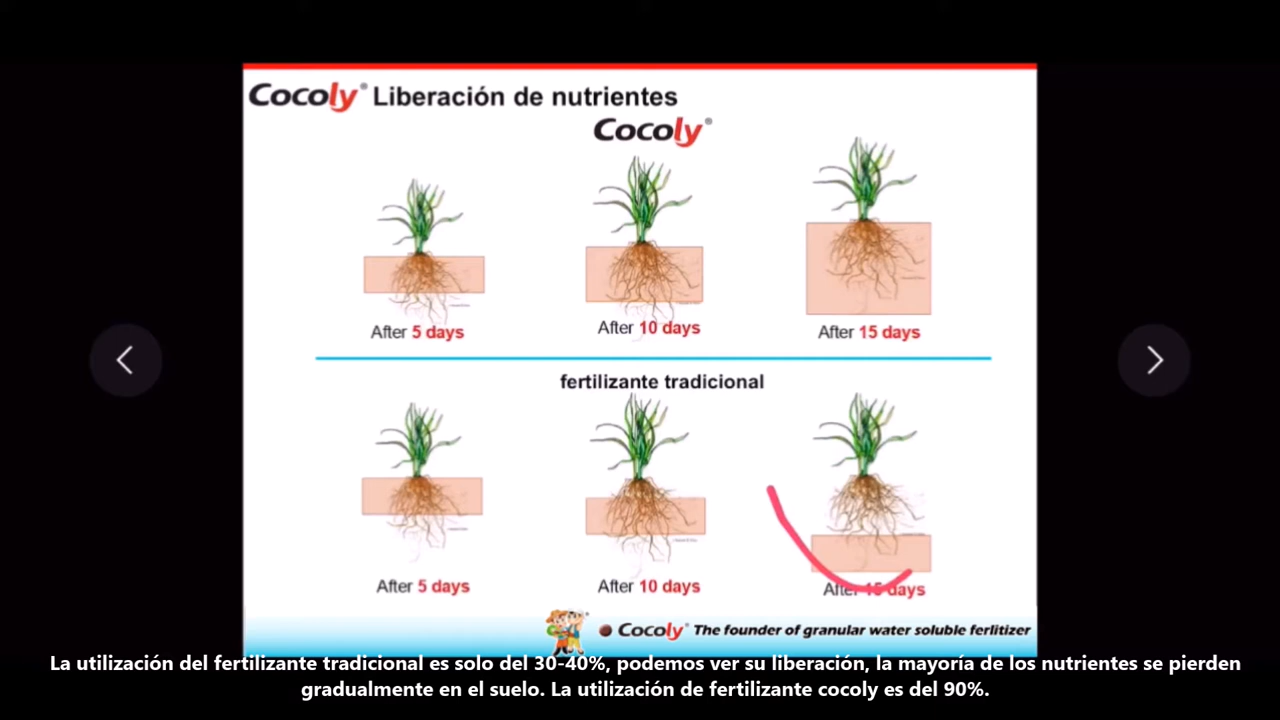 Cocoly® Liberación de nutrientes
Cocoly®
After 5 days
After 10 days
After 15 days
fertilizante tradicional
After 5 days
After 10 days
After 15 days
Cocoly® The founder of granular water soluble ferlitizer
La utilización del fertilizante tradicional es solo del 30-40%, podemos ver su liberación, la mayoría de los nutrientes se pierden
gradualmente en el suelo. La utilización de fertilizante cocoly es del 90%.